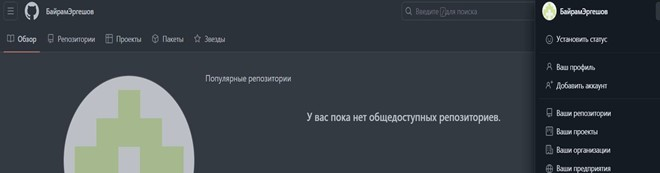 БайрамЭргешов
Введите / для поиска
Обзор
Репозитории
Проекты
Пакеты
Звезды
Популярные репозитории
У вас пока нет общедоступных репозиториев.
БайрамЭргешов
Установить статус
Ваш профиль
Добавить аккаунт
Ваши репозитории
Ваши проекты
Ваши организации
Ваши предприятия